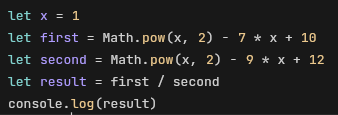 let x = 1
let first = Math.pow(x, 2) - 7 * x + 10
let second = Math.pow(x, 2) - 9 * x + 12
let result = first / second
console.log(result)